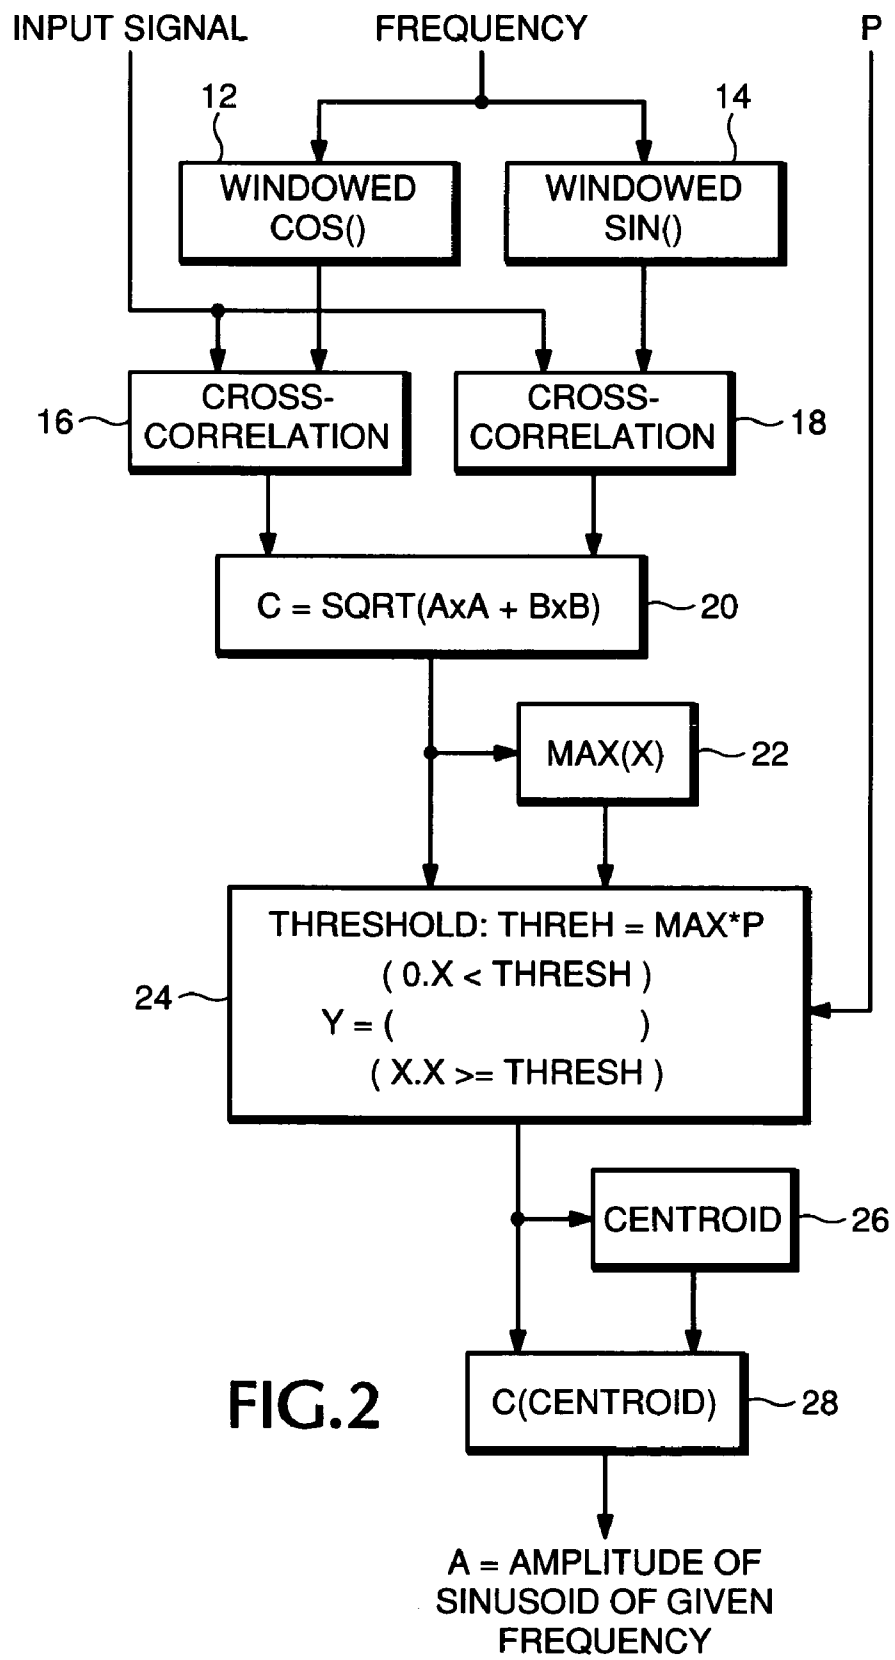 INPUT SIGNAL
FREQUENCY
P
12
14
WINDOWED
COS()
WINDOWED
SIN()
16
CROSS-
CORRELATION
CROSS-
CORRELATION
18
C = SQRT(AxA + BxB)
20
MAX(X)
22
24
THRESHOLD: THREH = MAX*P
( 0.X < THRESH )
Y = ( )
( X.X >= THRESH )
CENTROID
26
C(CENTROID)
28
FIG.2
A = AMPLITUDE OF
SINUSOID OF GIVEN
FREQUENCY